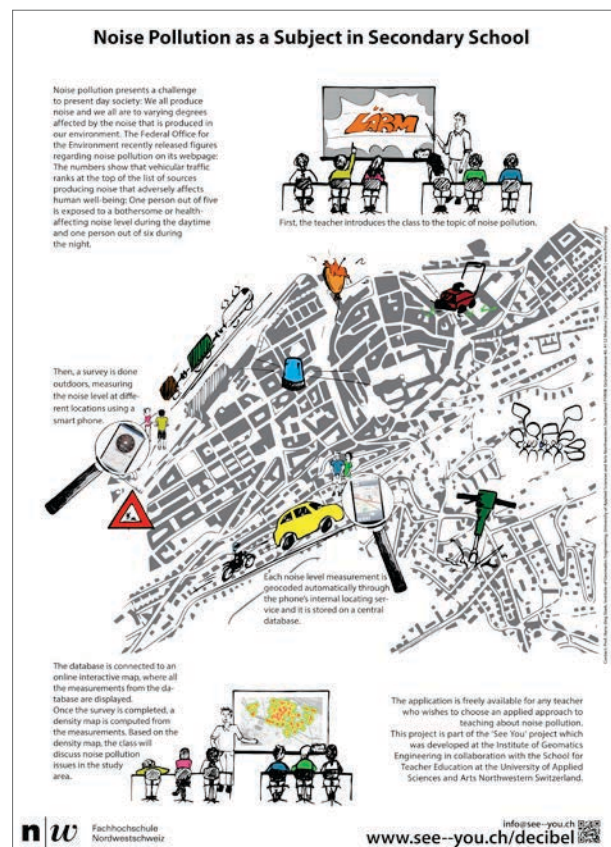 Noise Pollution as a Subject in Secondary School
Noise pollution presents a challenge
to present day society: We all produce
noise and we all are to varying degrees
affected by the noise that is produced in
our environment. The Federal Office for
the Environment recently released figures
regarding noise pollution on its webpage:
The numbers show that vehicular traffic
ranks at the top of the list of sources
producing noise that adversely affects
human well-being: One person out of five
is exposed to a bothersome or health-
affecting noise level during the daytime
and one person out of six during
the night.
LÄRM
First, the teacher introduces the class to the topic of noise pollution.
Then, a survey is done
outdoors, measuring
the noise level at diffe-
rent locations using a
smart phone.
Each noise level measurement is
geocoded automatically through
the phone's internal locating ser-
vice and it is stored on a central
database.
The database is connected to an
online interactive map, where all
the measurements from the da-
tabase are displayed.
Once the survey is completed, a
density map is computed from
the measurements. Based on the
density map, the class will
discuss noise pollution
issues in the study
area.
The application is freely available for any teacher
who wishes to choose an applied approach to
teaching about noise pollution.
This project is part of the 'See You' project which
was developed at the Institute of Geomatics
Engineering in collaboration with the School for
Teacher Education at the University of Applied
Sciences and Arts Northwestern Switzerland.
n|w Fachhochschule
Nordwestschweiz
info@see--you.ch
www.see--you.ch/decibel